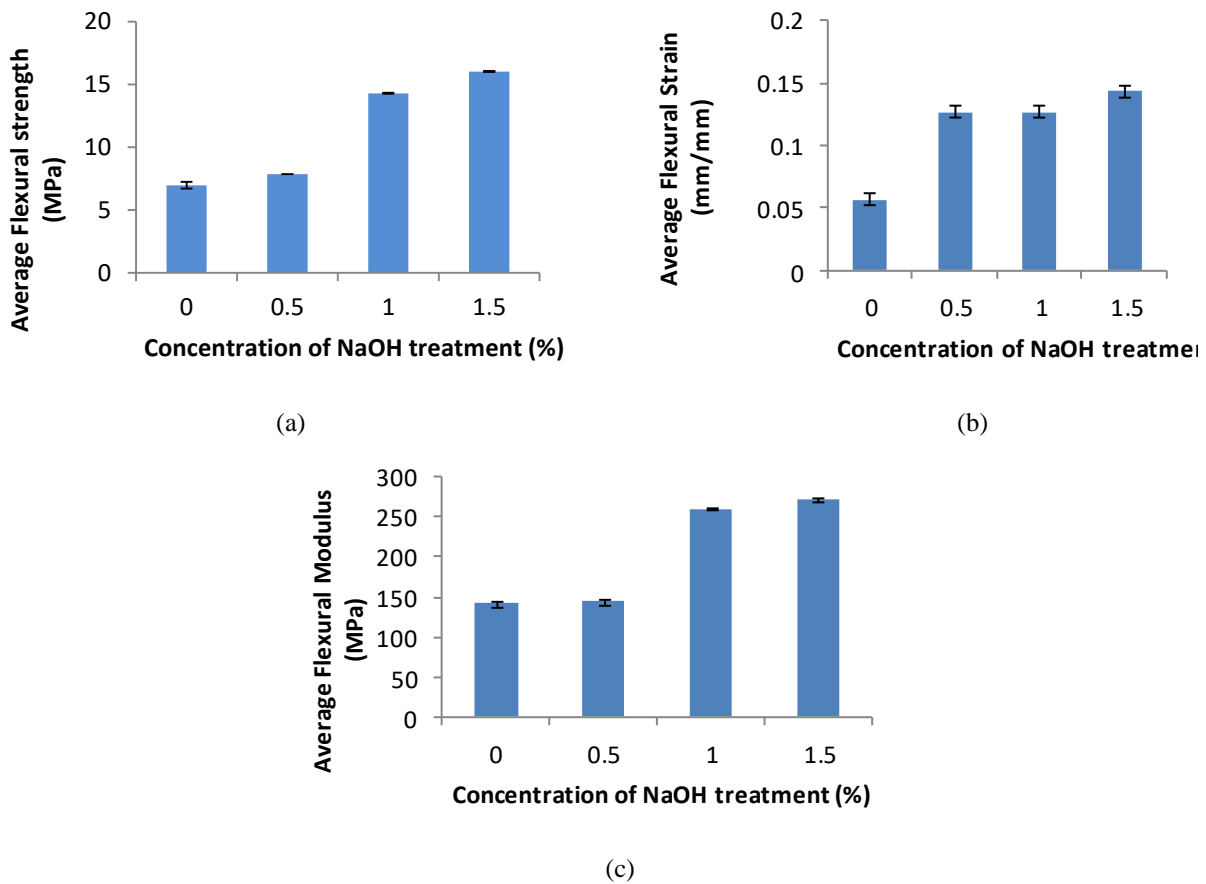 Average Flexural strength
(MPa)
20
15
10
5
0
0 0.5 1 1.5
Concentration of NaOH treatment (%)
(a)
Average Flexural Strain
(mm/mm)
0.2
0.15
0.1
0.05
0
0 0.5 1 1.5
Concentration of NaOH
(b)
Average Flexural Modulus
(MPa)
300
250
200
150
100
50
0
0 0.5 1 1.5
Concentration of NaOH treatment (%)
(c)